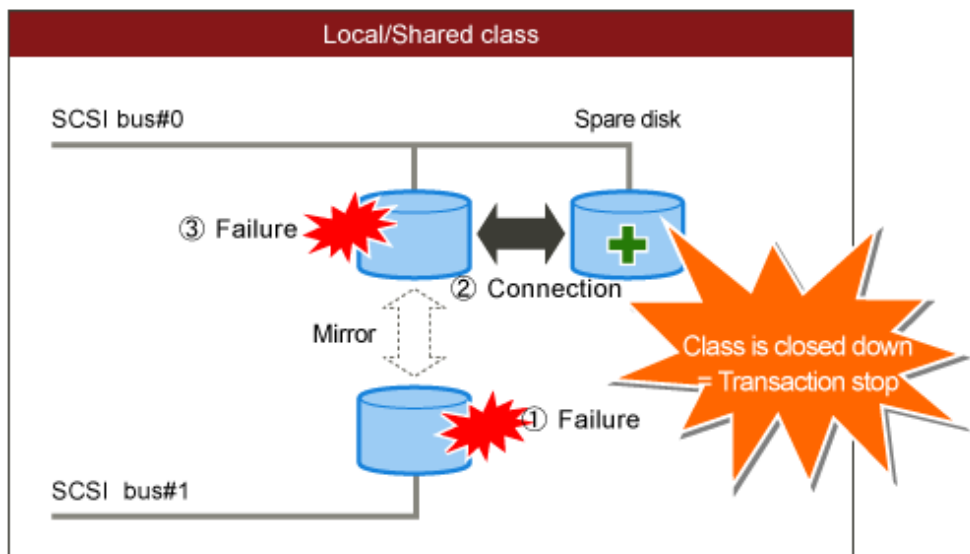 Local/Shared class
SCSI bus#0
Spare disk
③ Failure
② Connection
Mirror
Class is closed down
= Transaction stop
① Failure
SCSI bus#1